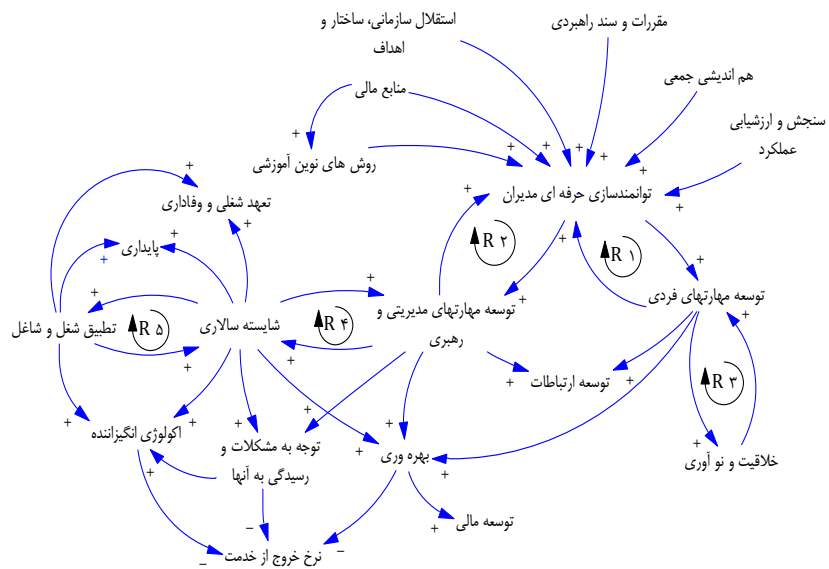 استقلال سازمانی، ساختار و
اهداف
مقررات و سند راهبردی
هم اندیشی جمعی
منابع مالی
سنجش و ارزشیابی
عملکرد
روش های نوین آموزشی
توانمندسازی حرفه ای مدیران
تعهد شغلی و وفاداری
پایداری
R ۲
R ۱
توسعه مهارتهای فردی
توسعه مهارتهای مدیریتی و
رهبری
شایسته سالاری
تطبیق شغل و شاغل
R ۴
R ۵
توسعه ارتباطات
R ۳
اکولوژی انگیزاننده
توجه به مشکلات و
رسیدگی به آنها
بهره وری
خلاقیت و نو آوری
توسعه مالی
نرخ خروج از خدمت